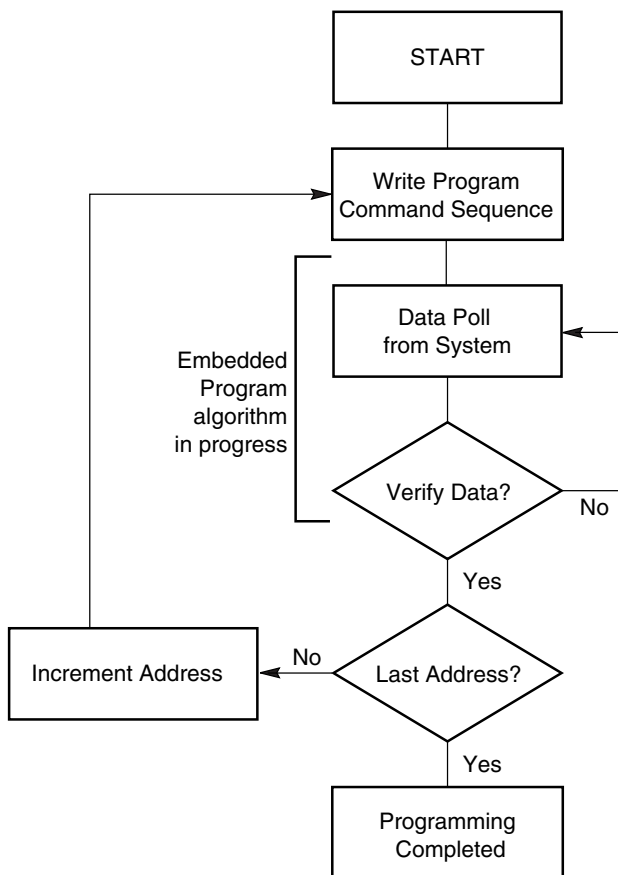 START
Write Program
Command Sequence
Data Poll
from System
Embedded
Program
algorithm
in progress
Verify Data?
No
Yes
No
Increment Address
Last Address?
Yes
Programming
Completed